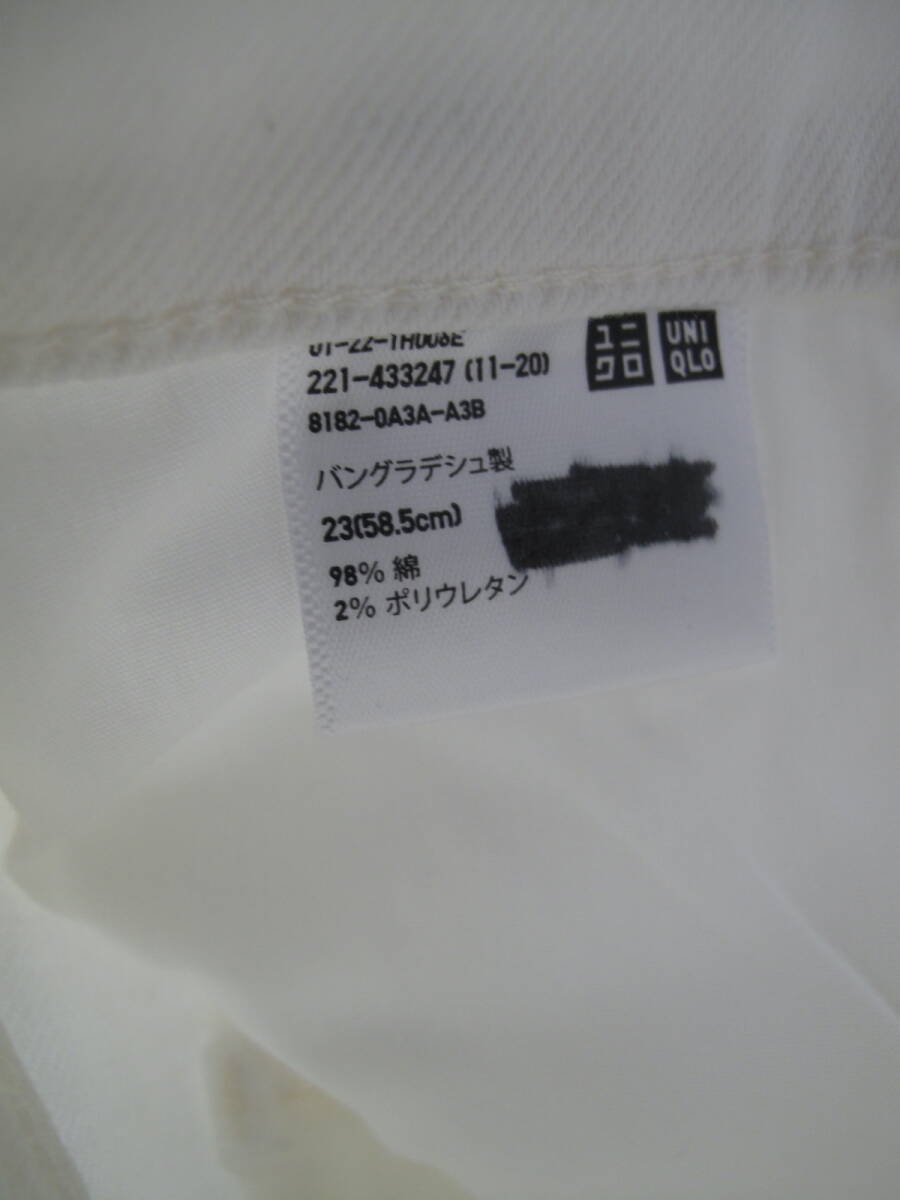 221-433247 (11-20)
8182-0A3A-A3B
ユニ
クロ
UNI
QLO
バングラデシュ製
23(58.5cm)
98% 綿
2% ポリウレタン